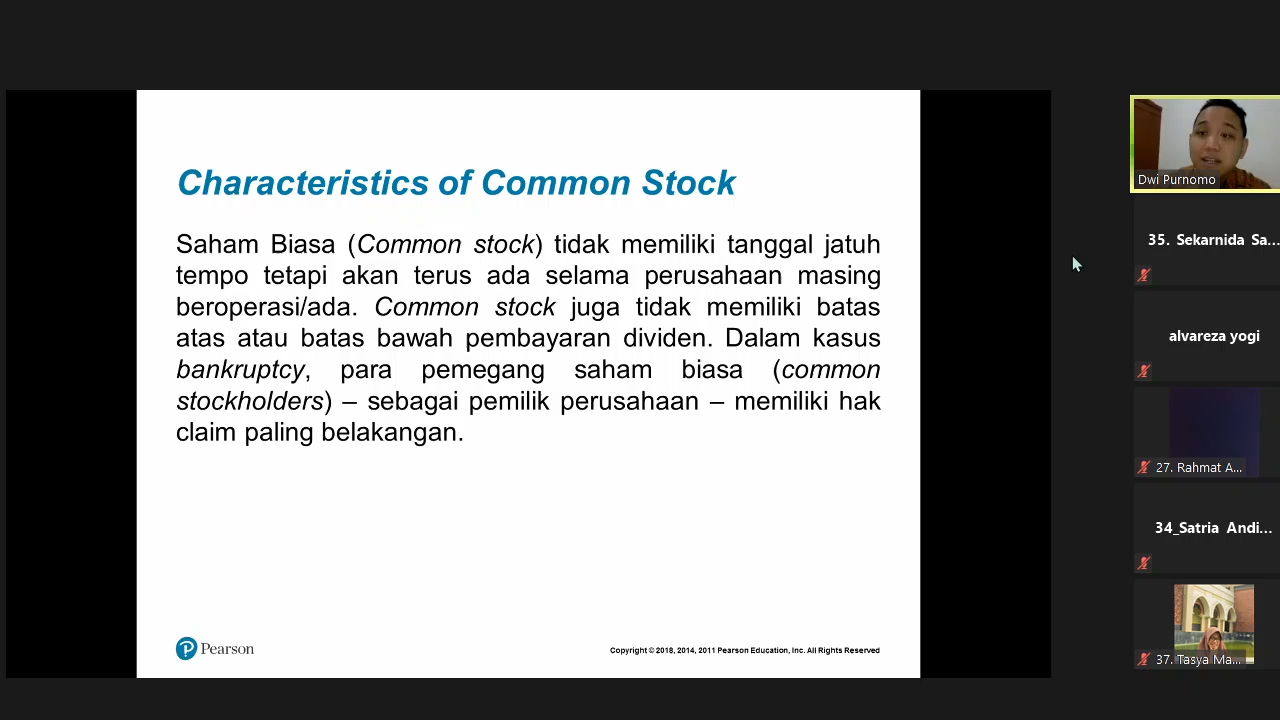 Characteristics of Common Stock
Saham Biasa (Common stock) tidak memiliki tanggal jatuh
tempo tetapi akan terus ada selama perusahaan masing
beroperasi/ada. Common stock juga tidak memiliki batas
atas atau batas bawah pembayaran dividen. Dalam kasus
bankruptcy, para pemegang saham biasa (common
stockholders) – sebagai pemilik perusahaan – memiliki hak
claim paling belakangan.
Pearson
Copyright © 2018, 2014, 2011 Pearson Education, Inc. All Rights Reserved
Dwi Purnomo
35. Sekarnida Sa...
alvareza yogi
27. Rahmat A...
34_Satria Andi...
37. Tasya Ma...